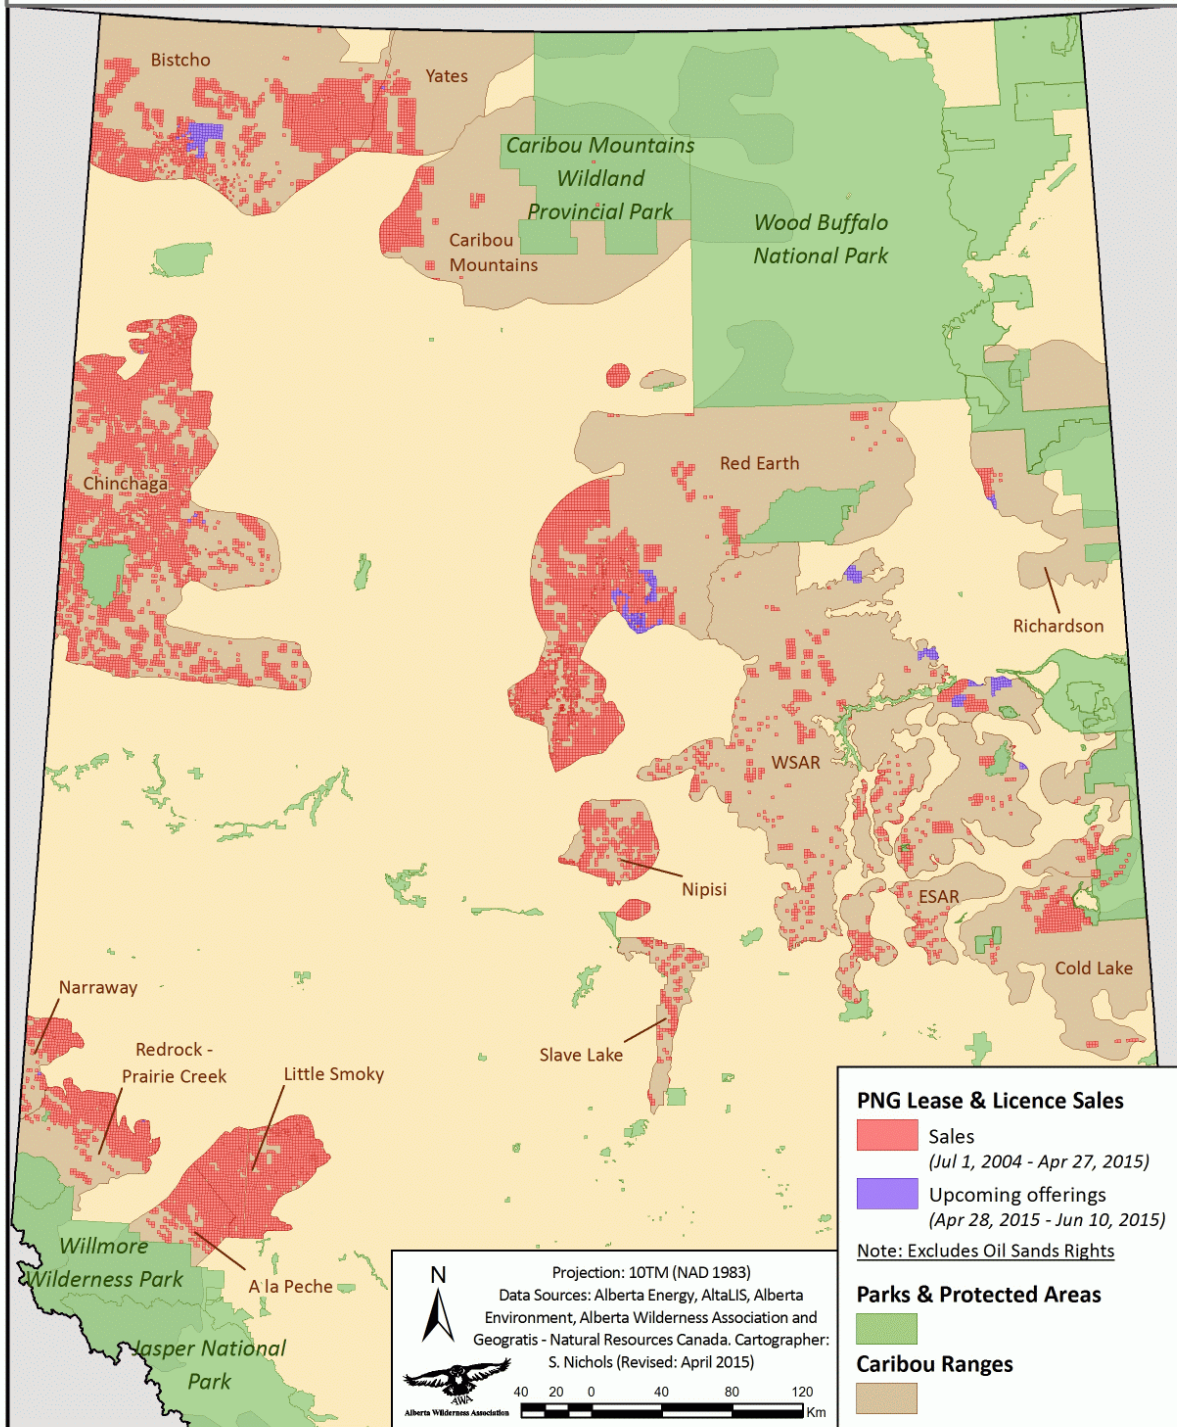 Bistcho
Yates
Caribou Mountains
Wildland
Provincial Park
Wood Buffalo
National Park
Caribou
Mountains
Red Earth
Chinchaga
Richardson
WSAR
Nipisi
ESAR
Cold Lake
Narraway
Redrock -
Prairie Creek
Little Smoky
Slave Lake
Willmore
Wilderness Park
A la Peche
Jasper National
Park
PNG Lease & Licence Sales
Sales
(Jul 1, 2004 - Apr 27, 2015)
Upcoming offerings
(Apr 28, 2015 - Jun 10, 2015)
Note: Excludes Oil Sands Rights
Parks & Protected Areas
Caribou Ranges
N
Projection: 10TM (NAD 1983)
Data Sources: Alberta Energy, AltaLIS, Alberta
Environment, Alberta Wilderness Association and
Geogratis - Natural Resources Canada. Cartographer:
S. Nichols (Revised: April 2015)
AWA
Alberta Wilderness Association
40 20 0 40 80 120
Km